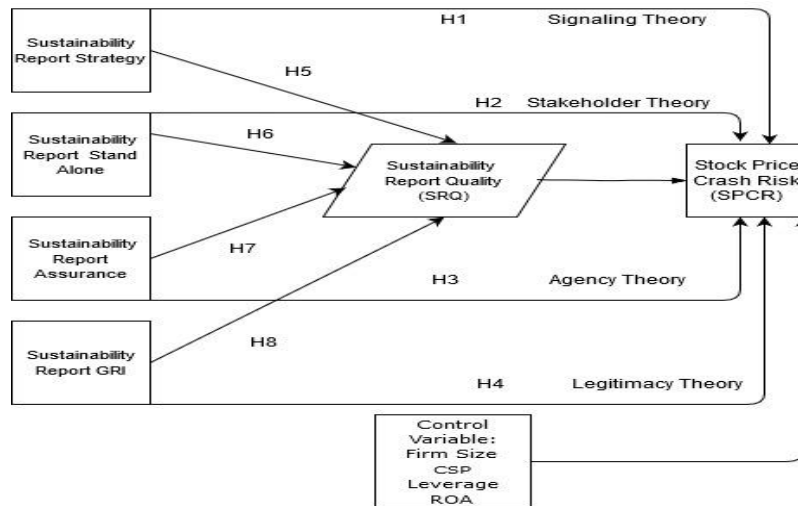 H1 Signaling Theory
Sustainability
Report Strategy
H5
H2 Stakeholder Theory
Sustainability
Report Stand
Alone
H6
Sustainability
Report Quality
(SRQ)
Stock Price
Crash Risk
(SPCR)
Sustainability
Report
Assurance
H7
H3 Agency Theory
Sustainability
Report GRI
H8
H4 Legitimacy Theory
Control
Variable:
Firm Size
CSP
Leverage
ROA